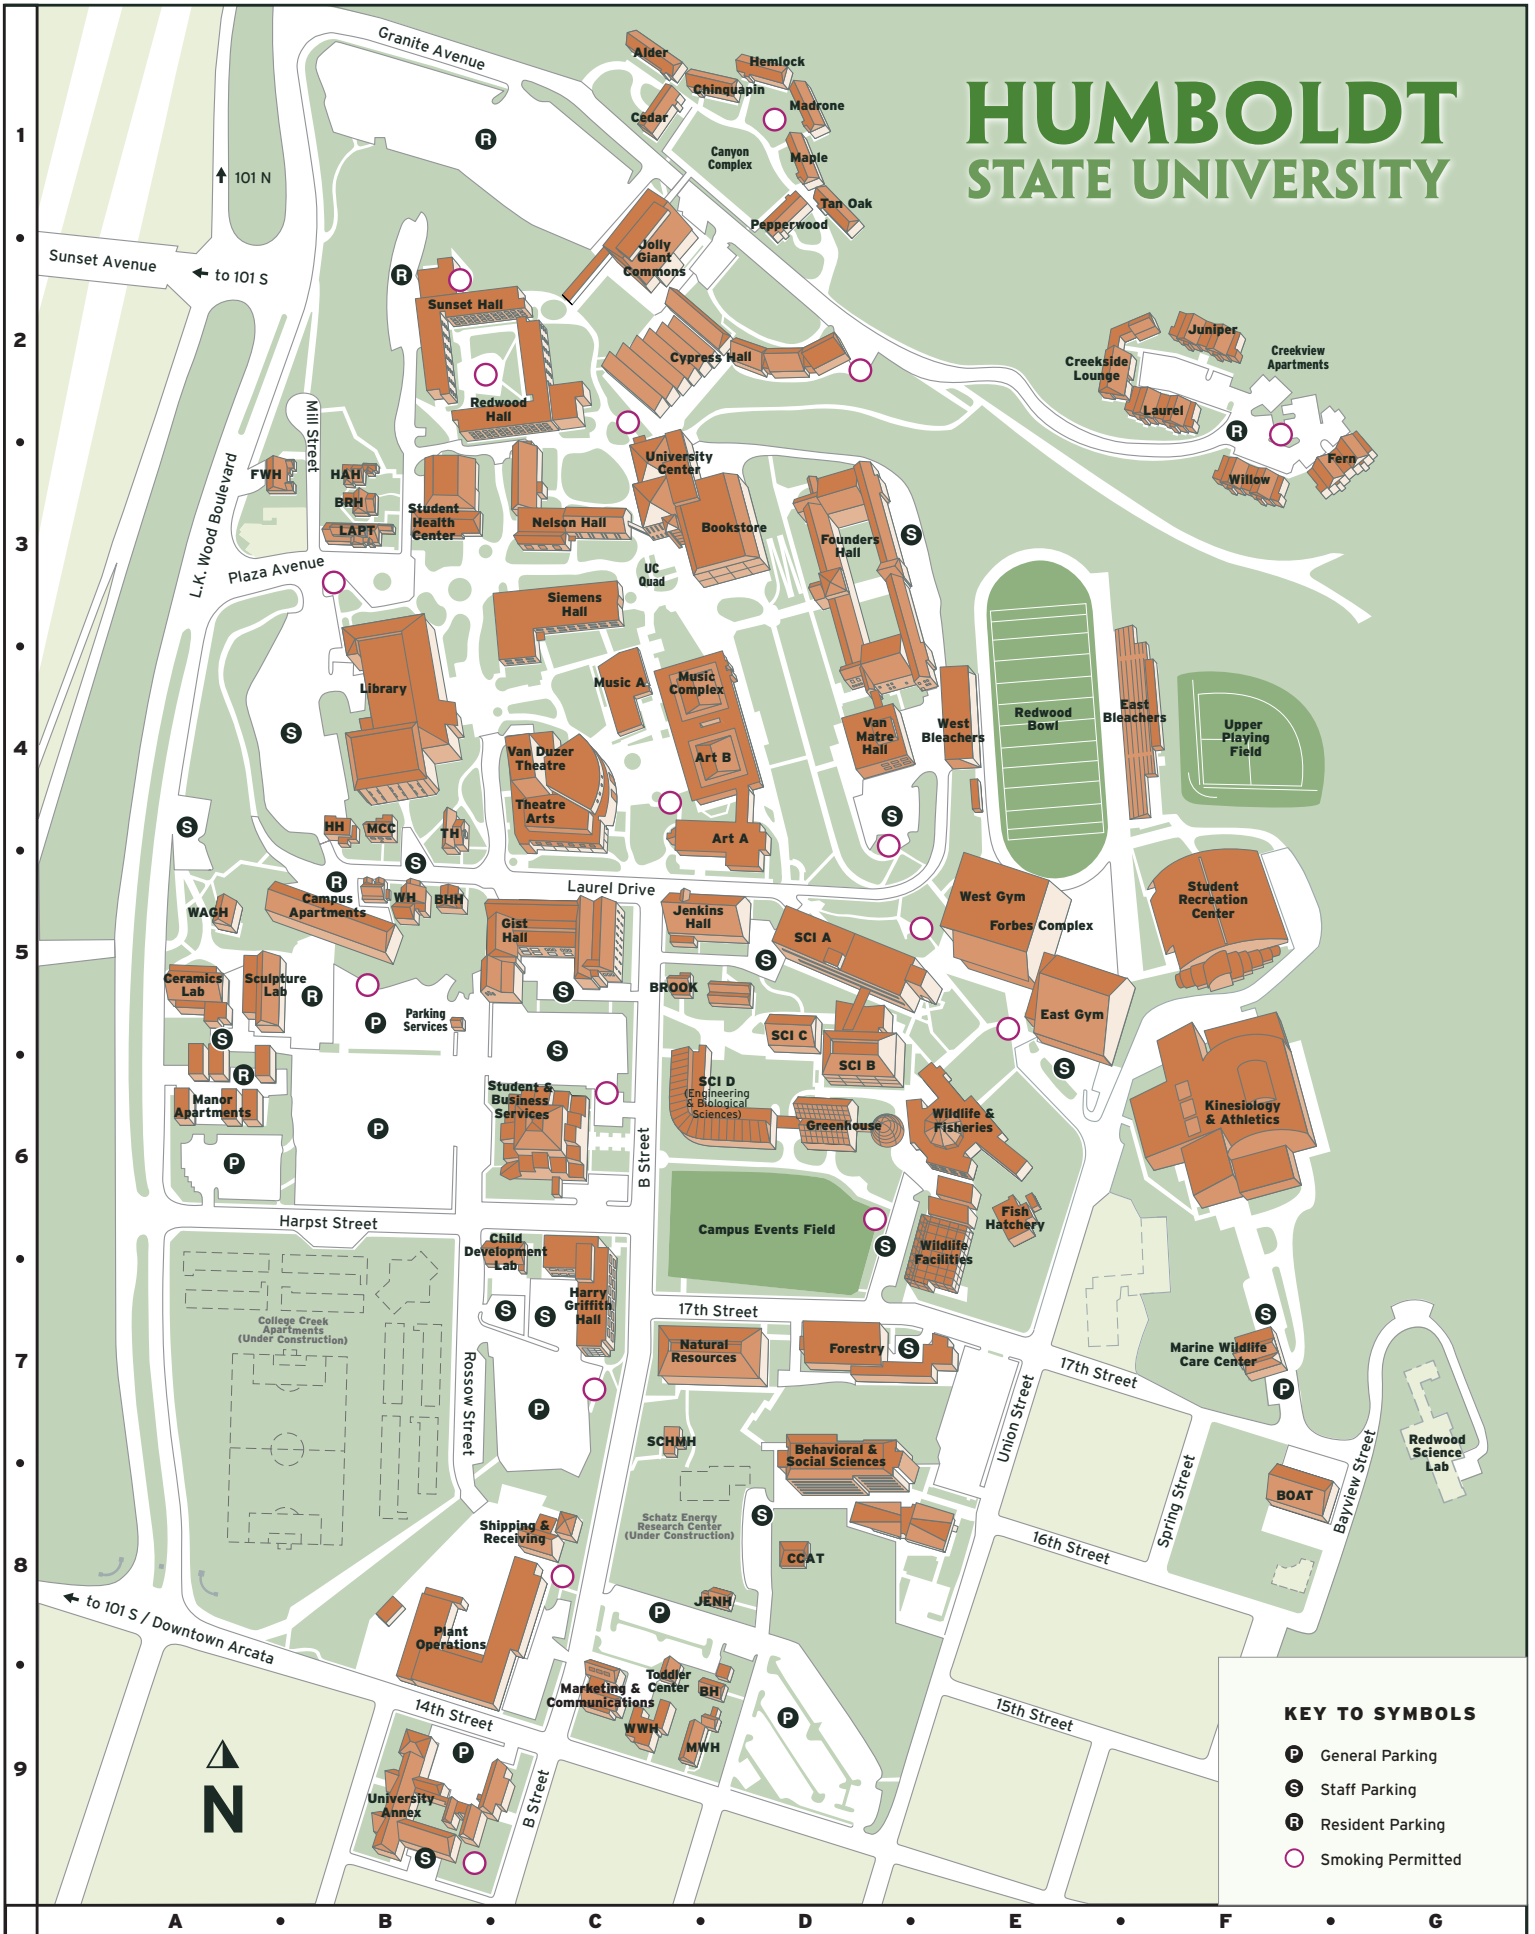 HUMBOLDT
STATE UNIVERSITY
1
2
3
4
5
6
7
8
9
A
B
C
D
E
F
G
Granite Avenue
Alder
Hemlock
Chinquapin
Madrone
Cedar
Canyon
Complex
Maple
Tan Oak
Pepperwood
R
101 N
Sunset Avenue
to 101 S
R
Jolly
Giant
Commons
Sunset Hall
Cypress Hall
Redwood
Hall
Juniper
Creekside
Lounge
Creekview
Apartments
Laurel
R
Fern
Willow
Mill Street
L.K. Wood Boulevard
FWH
HAH
BRH
LAPT
Student
Health
Center
Nelson Hall
University
Center
Bookstore
Founders
Hall
S
Plaza Avenue
UC
Quad
Siemens
Hall
Library
Music A
Music
Complex
Art B
Van
Matre
Hall
West
Bleachers
Redwood
Bowl
East
Bleachers
Upper
Playing
Field
S
Van Duzer
Theatre
Theatre
Arts
S
S
HH
MCC
TH
Art A
S
R
Laurel Drive
WAGH
Campus
Apartments
WH
BHH
Gist
Hall
Jenkins
Hall
SCI A
West Gym
Forbes Complex
Student
Recreation
Center
S
Ceramics
Lab
Sculpture
Lab
R
P
Parking
Services
S
BROOK
East Gym
S
S
SCI C
SCI B
S
R
Manor
Apartments
P
P
Student &
Business
Services
SCI D
(Engineering
& Biological
Sciences)
Greenhouse
Wildlife &
Fisheries
Kinesiology
& Athletics
B Street
Harpst Street
Campus Events Field
Fish
Hatchery
S
Wildlife
Facilities
Child
Development
Lab
Harry
Griffith
Hall
S
S
S
College Creek
Apartments
(Under Construction)
17th Street
Natural
Resources
Forestry
S
Marine Wildlife
Care Center
P
17th Street
Rossow Street
P
Union Street
SCHMH
Behavioral &
Social Sciences
Spring Street
Bayview Street
Redwood
Science
Lab
BOAT
Schatz Energy
Research Center
(Under Construction)
S
Shipping &
Receiving
CCAT
16th Street
to 101 S / Downtown Arcata
JENH
P
Plant
Operations
Marketing &
Communications
Toddler
Center
BH
WWH
MWH
P
14th Street
15th Street
P
University
Annex
S
B Street
N
KEY TO SYMBOLS
P General Parking
S Staff Parking
R Resident Parking
Smoking Permitted